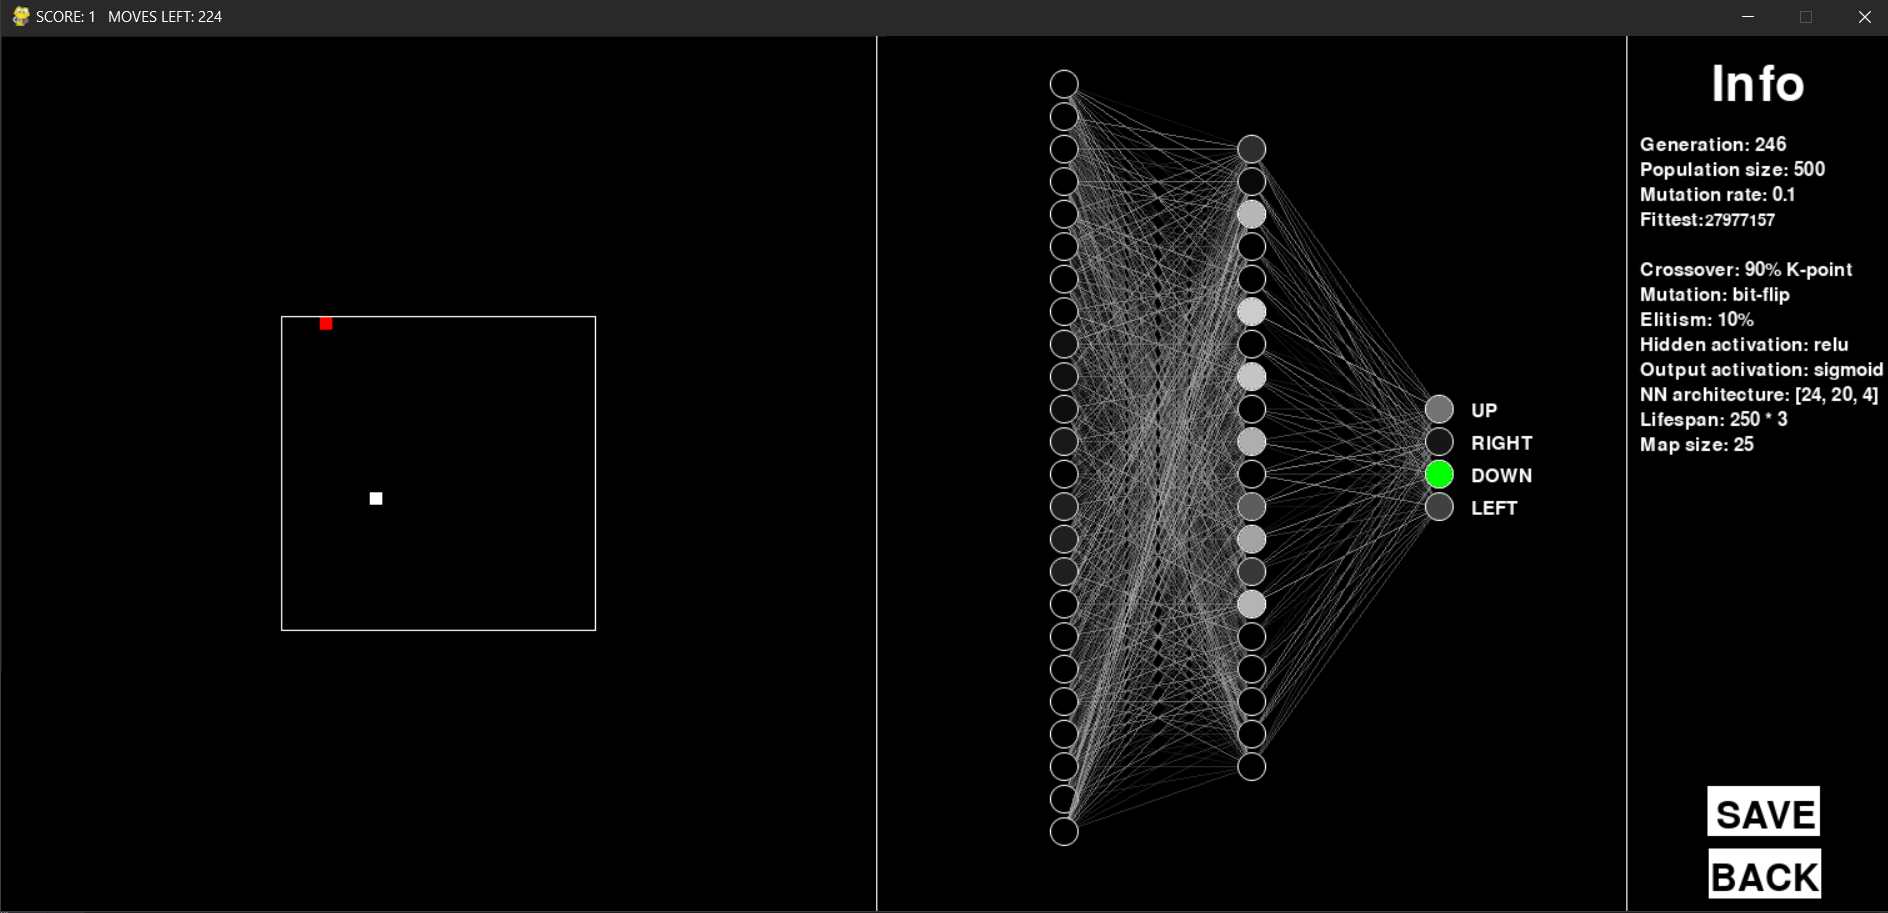 SCORE: 1   MOVES LEFT: 224
UP
RIGHT
DOWN
LEFT
Info
Generation: 246
Population size: 500
Mutation rate: 0.1
Fittest:27977157
Crossover: 90% K-point
Mutation: bit-flip
Elitism: 10%
Hidden activation: relu
Output activation: sigmoid
NN architecture: [24, 20, 4]
Lifespan: 250 * 3
Map size: 25
SAVE
BACK